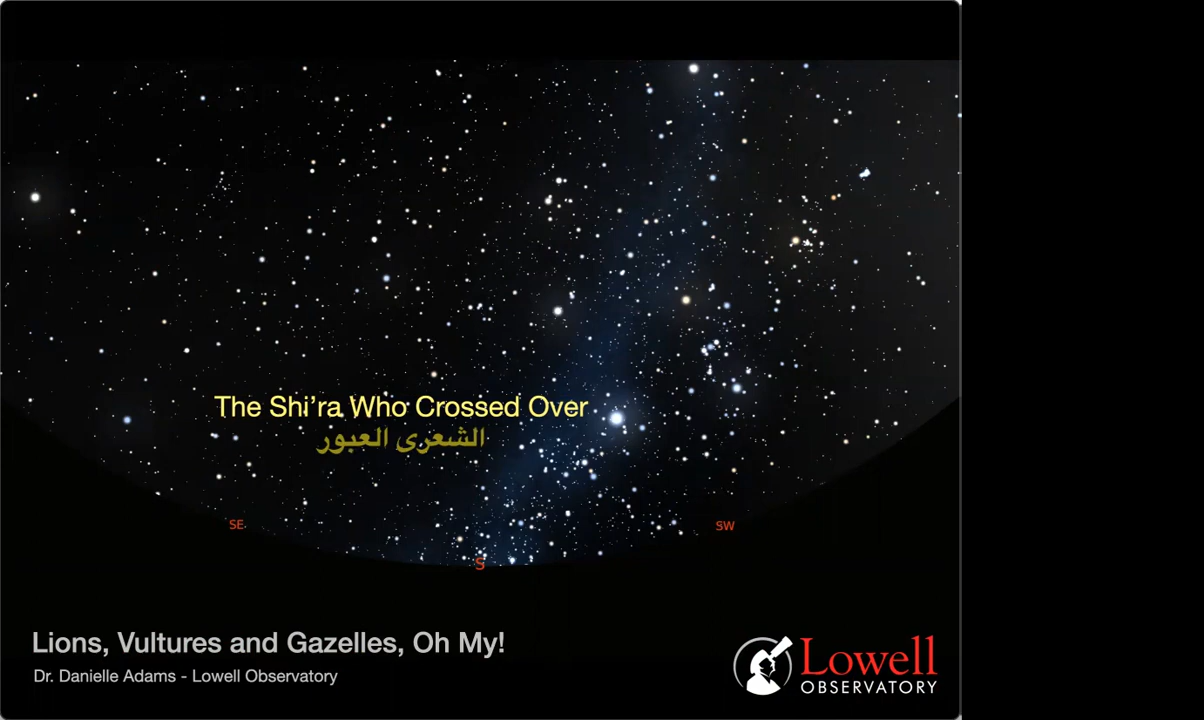 The Shi’ra Who Crossed Over
الشعرى العبور
SE
SW
S
Lions, Vultures and Gazelles, Oh My!
Dr. Danielle Adams - Lowell Observatory
Lowell
OBSERVATORY